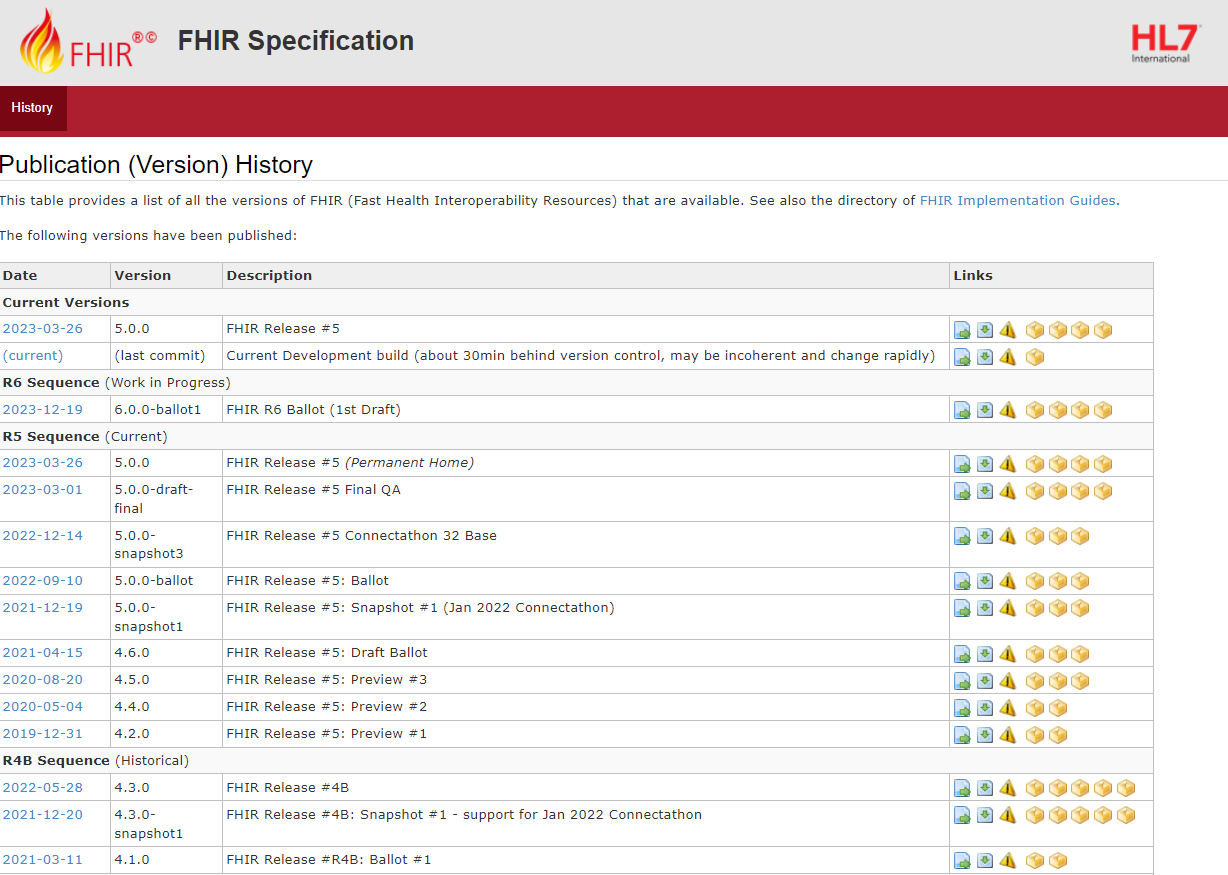 FHIR®© FHIR Specification
HL7®
International
History
Publication (Version) History
This table provides a list of all the versions of FHIR (Fast Health Interoperability Resources) that are available. See also the directory of FHIR Implementation Guides.
The following versions have been published:
Date Version Description Links
Current Versions
2023-03-26 5.0.0 FHIR Release #5
(current) (last commit) Current Development build (about 30min behind version control, may be incoherent and change rapidly)
R6 Sequence (Work in Progress)
2023-12-19 6.0.0-ballot1 FHIR R6 Ballot (1st Draft)
R5 Sequence (Current)
2023-03-26 5.0.0 FHIR Release #5 (Permanent Home)
2023-03-01 5.0.0-draft- FHIR Release #5 Final QA
final
2022-12-14 5.0.0- FHIR Release #5 Connectathon 32 Base
snapshot3
2022-09-10 5.0.0-ballot FHIR Release #5: Ballot
2021-12-19 5.0.0- FHIR Release #5: Snapshot #1 (Jan 2022 Connectathon)
snapshot1
2021-04-15 4.6.0 FHIR Release #5: Draft Ballot
2020-08-20 4.5.0 FHIR Release #5: Preview #3
2020-05-04 4.4.0 FHIR Release #5: Preview #2
2019-12-31 4.2.0 FHIR Release #5: Preview #1
R4B Sequence (Historical)
2022-05-28 4.3.0 FHIR Release #4B
2021-12-20 4.3.0- FHIR Release #4B: Snapshot #1 - support for Jan 2022 Connectathon
snapshot1
2021-03-11 4.1.0 FHIR Release #R4B: Ballot #1